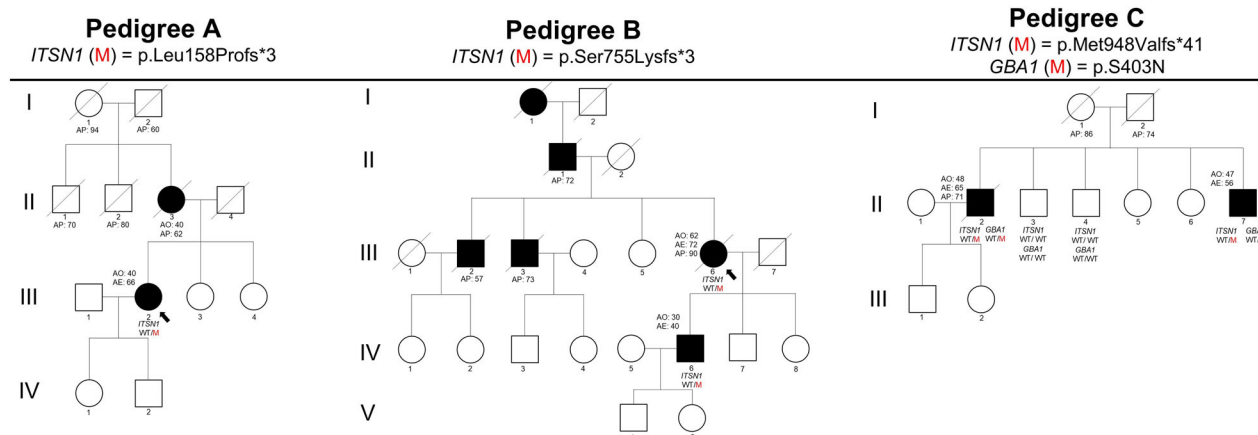 Pedigree A
ITSN1 (M) = p.Leu158Profs*3
I
1
AP: 94
2
AP: 60
II
1
AP: 70
2
AP: 80
3
AO: 40
AP: 62
4
III
1
AO: 40
AE: 66
2
ITSN1
WT/M
3
4
IV
1
2
Pedigree B
ITSN1 (M) = p.Ser755Lysfs*3
I
1
2
II
1
AP: 72
2
III
1
2
AP: 57
3
AP: 73
4
5
AO: 62
AE: 72
AP: 90
6
ITSN1
WT/M
7
IV
1
2
3
4
5
AO: 30
AE: 40
6
ITSN1
WT/M
7
8
V
Pedigree C
ITSN1 (M) = p.Met948Valfs*41
GBA1 (M) = p.S403N
I
1
AP: 86
2
AP: 74
II
1
AO: 48
AE: 65
AP: 71
2
ITSN1 GBA1
WT/M WT/M
3
ITSN1
WT/ WT
GBA1
WT/ WT
4
ITSN1
WT/ WT
GBA1
WT/WT
5
6
AO: 47
AE: 56
7
ITSN1
WT/M WT/
III
1
2